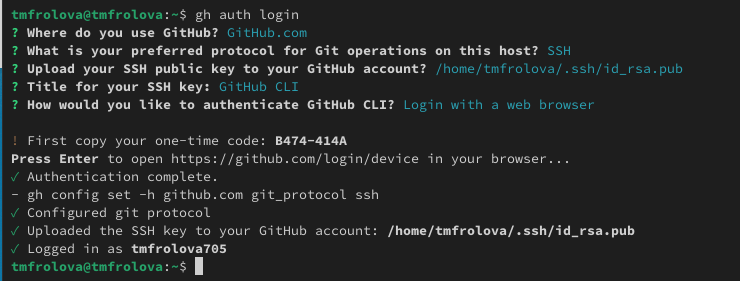 tmfrolova@tmfrolova:~$ gh auth login
? Where do you use GitHub? GitHub.com
? What is your preferred protocol for Git operations on this host? SSH
? Upload your SSH public key to your GitHub account? /home/tmfrolova/.ssh/id_rsa.pub
? Title for your SSH key: GitHub CLI
? How would you like to authenticate GitHub CLI? Login with a web browser
! First copy your one-time code: B474-414A
Press Enter to open https://github.com/login/device in your browser...
✓ Authentication complete.
- gh config set -h github.com git_protocol ssh
✓ Configured git protocol
✓ Uploaded the SSH key to your GitHub account: /home/tmfrolova/.ssh/id_rsa.pub
✓ Logged in as tmfrolova705
tmfrolova@tmfrolova:~$